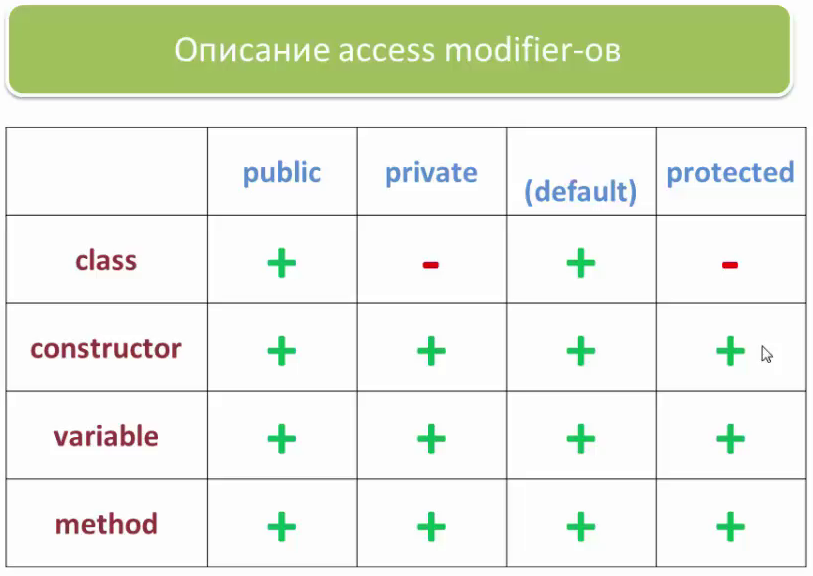 Описание access modifier-ов
public private (default) protected
class + - + -
constructor + + + +
variable + + + +
method + + + +